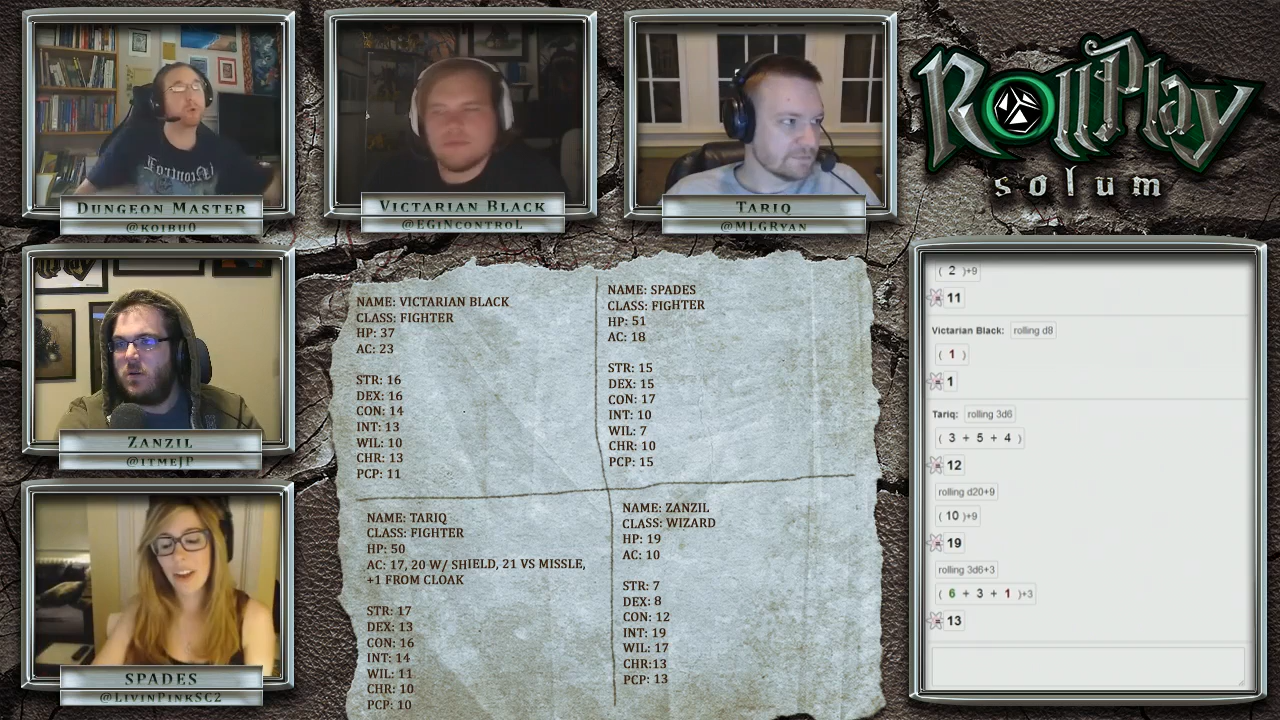 DUNGEON MASTER
@KOIBU0
VICTARIAN BLACK
@EGINCONTROL
TARIQ
@MLGRYAN
RollPlay
solum
ZANZIL
@ITMEJP
SPADES
@LIVINPINKSC2
NAME: VICTARIAN BLACK
CLASS: FIGHTER
HP: 37
AC: 23
STR: 16
DEX: 16
CON: 14
INT: 13
WIL: 10
CHR: 13
PCP: 11
NAME: SPADES
CLASS: FIGHTER
HP: 51
AC: 18
STR: 15
DEX: 15
CON: 17
INT: 10
WIL: 7
CHR: 10
PCP: 15
NAME: TARIQ
CLASS: FIGHTER
HP: 50
AC: 17, 20 W/ SHIELD, 21 VS MISSLE,
+1 FROM CLOAK
STR: 17
DEX: 13
CON: 16
INT: 14
WIL: 11
CHR: 10
PCP: 10
NAME: ZANZIL
CLASS: WIZARD
HP: 19
AC: 10
STR: 7
DEX: 8
CON: 12
INT: 19
WIL: 17
CHR:13
PCP: 13
( 2 )+9
= 11
Victarian Black: rolling d8
( 1 )
= 1
Tariq: rolling 3d6
( 3 + 5 + 4 )
= 12
rolling d20+9
( 10 )+9
= 19
rolling 3d6+3
( 6 + 3 + 1 )+3
= 13